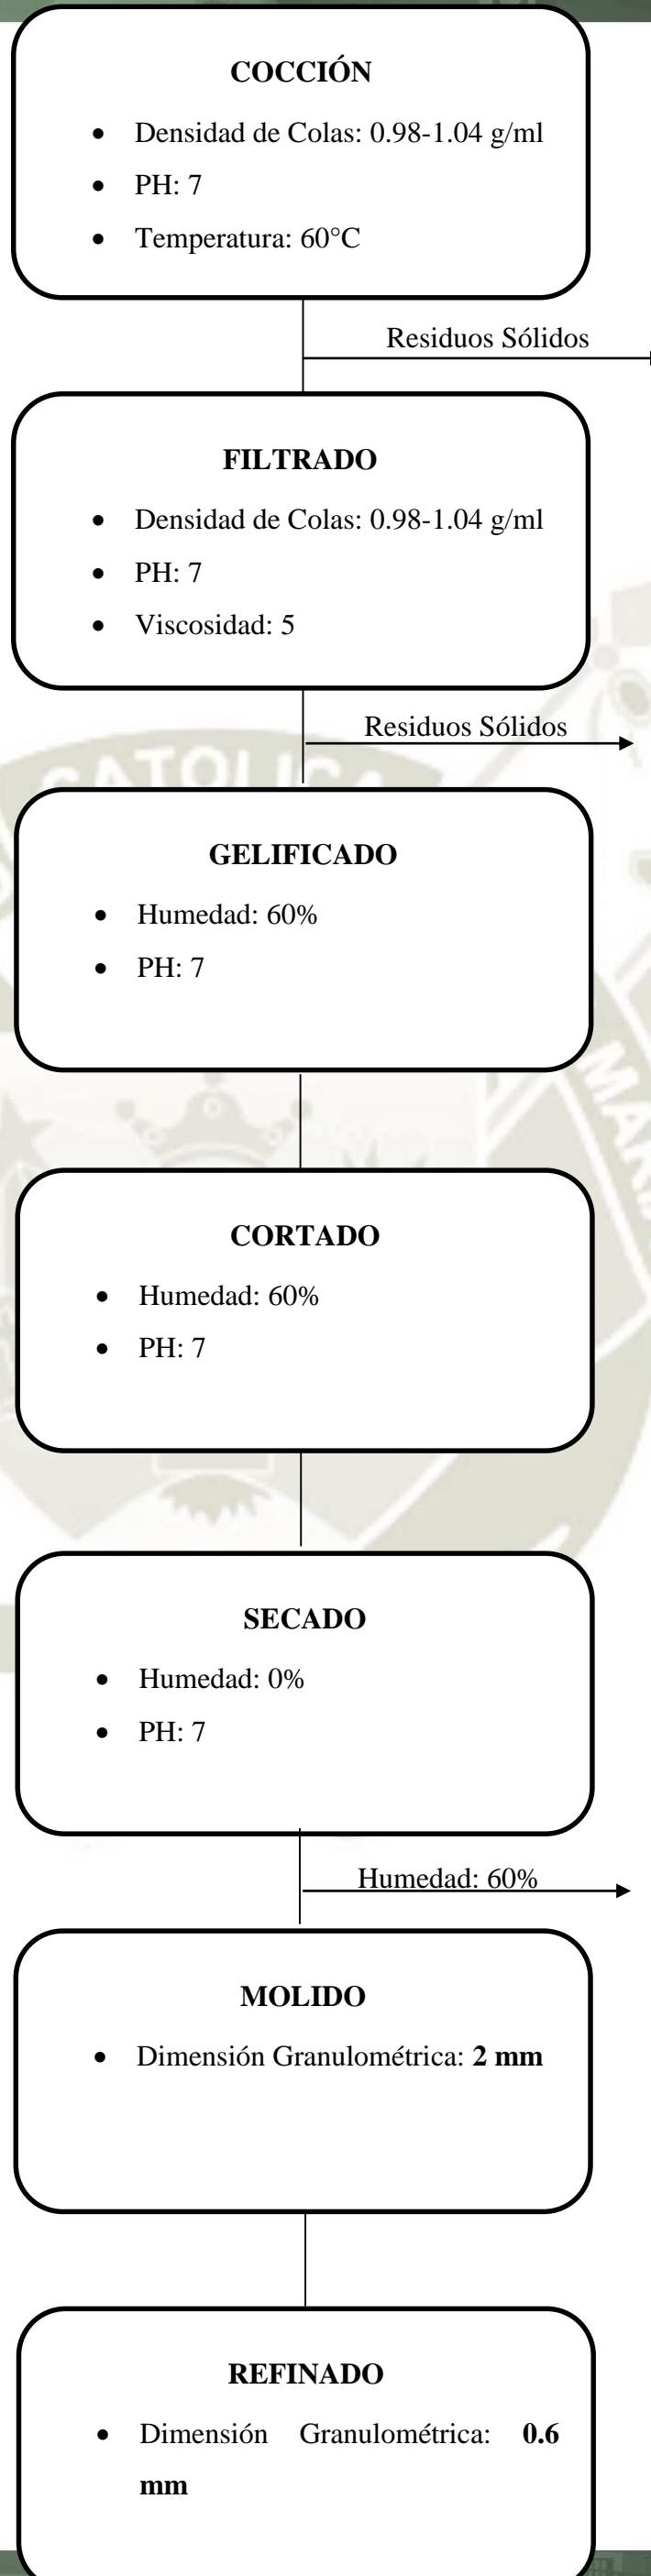 COCCIÓN
• Densidad de Colas: 0.98-1.04 g/ml
• PH: 7
• Temperatura: 60°C
Residuos Sólidos
FILTRADO
• Densidad de Colas: 0.98-1.04 g/ml
• PH: 7
• Viscosidad: 5
Residuos Sólidos
CATOLICA
GELIFICADO
• Humedad: 60%
• PH: 7
MARIA
CORTADO
• Humedad: 60%
• PH: 7
SECADO
• Humedad: 0%
• PH: 7
Humedad: 60%
MOLIDO
• Dimensión Granulométrica: 2 mm
REFINADO
• Dimensión Granulométrica: 0.6
mm